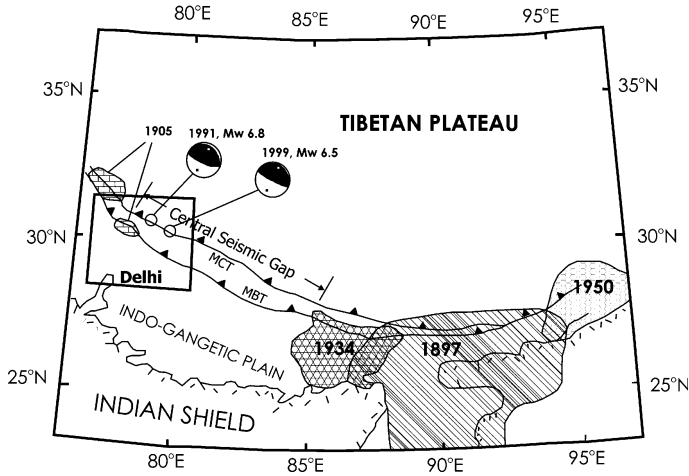 80°E
85°E
90°E
95°E
35°N
35°N
TIBETAN PLATEAU
1905
1991, Mw 6.8
1999, Mw 6.5
Central Seismic Gap
30°N
30°N
MCT
Delhi
MBT
1950
INDO-GANGETIC PLAIN
1934
1897
25°N
25°N
INDIAN SHIELD
80°E
85°E
90°E
95°E